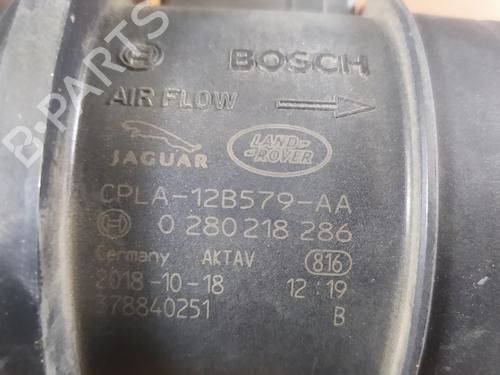 BOSCH
AIR FLOW
JAGUAR
LAND-
ROVER
CPLA-12B579-AA
0 280 218 286
Germany AKTAV 816
2018-10-18 12:19
378840251 B
B-PARTS